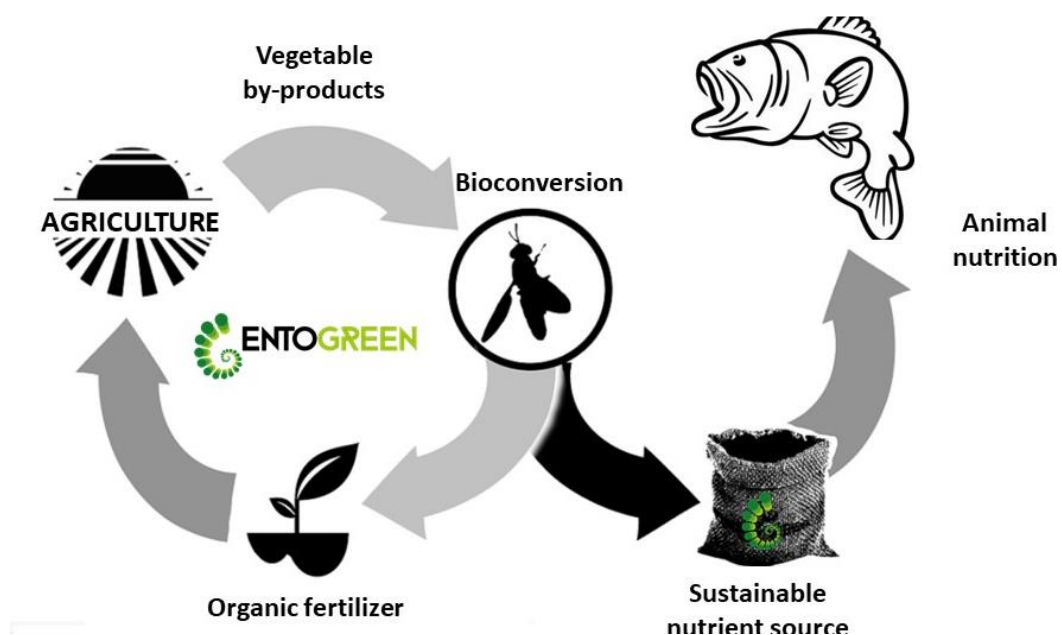 Vegetable
by-products
Bioconversion
AGRICULTURE
ENTOGREEN
Animal
nutrition
Organic fertilizer
Sustainable
nutrient source